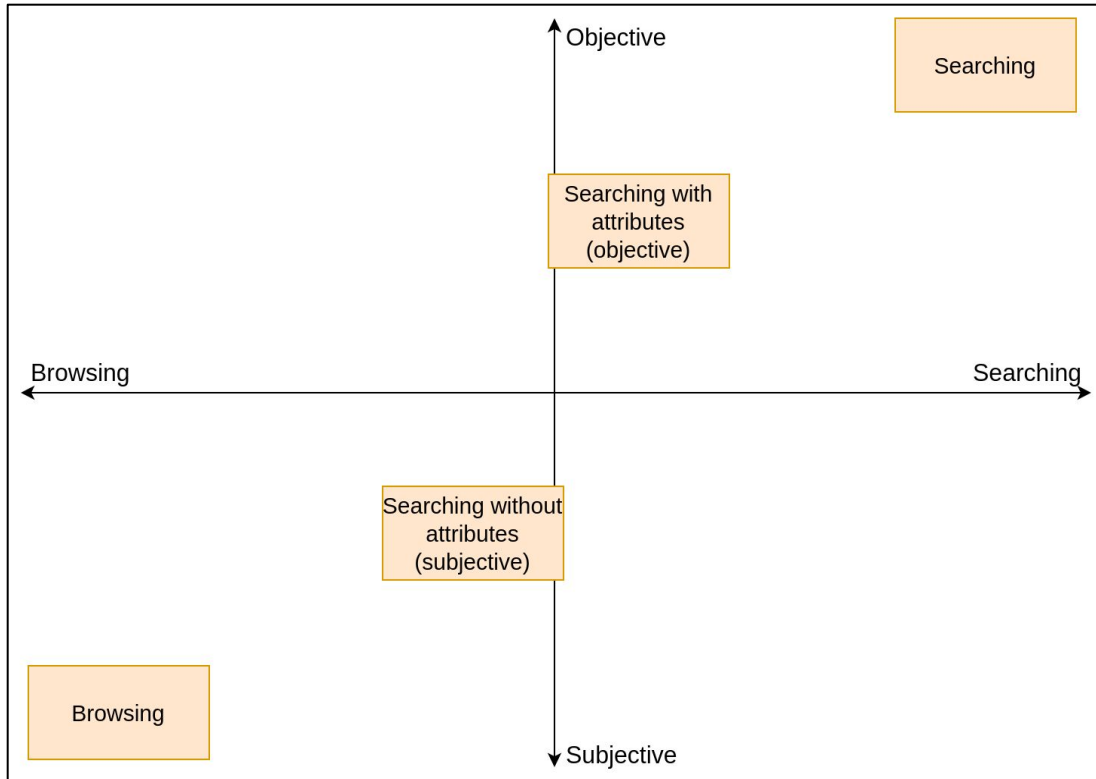 Objective
Searching
Searching with
attributes
(objective)
Browsing
Searching
Searching without
attributes
(subjective)
Browsing
Subjective